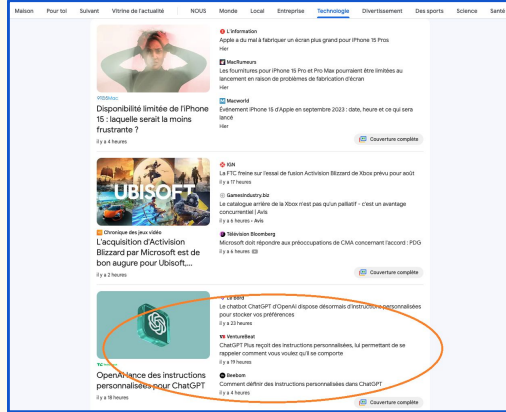 Maison Pour toi Suivant Vitrine de l'actualité NOUS Monde Local Entreprise Technologie Divertissement Des sports Science Santé
9to5Mac
Disponibilité limitée de l'iPhone
15 : laquelle serait la moins
frustrante ?
il y a 4 heures
L'information
Apple a du mal à fabriquer un écran plus grand pour iPhone 15 Pros
Hier
MacRumeurs
Les fournitures pour iPhone 15 Pro et Pro Max pourraient être limitées au
lancement en raison de problèmes de fabrication d'écran
Hier
Macworld
Événement iPhone 15 d'Apple en septembre 2023 : date, heure et ce qui sera
lancé
Hier
Couverture complète
UBISOFT
Chronique des jeux vidéo
L'acquisition d'Activision
Blizzard par Microsoft est de
bon augure pour Ubisoft,...
il y a 2 heures
IGN
La FTC freine sur l'essai de fusion Activision Blizzard de Xbox prévu pour août
il y a 17 heures
GamesIndustry.biz
Le catalogue arrière de la Xbox n'est pas qu'un palliatif - c'est un avantage
concurrentiel | Avis
il y a 6 heures • Avis
Télévision Bloomberg
Microsoft doit répondre aux préoccupations de CMA concernant l'accord : PDG
il y a 6 heures
Couverture complète
OpenAI lance des instructions
personnalisées pour ChatGPT
il y a 18 heures
Le bord
Le chatbot ChatGPT d'OpenAI dispose désormais d'instructions personnalisées
pour stocker vos préférences
il y a 23 heures
VentureBeat
ChatGPT Plus reçoit des instructions personnalisées, lui permettant de se
rappeler comment vous voulez qu'il se comporte
il y a 19 heures
Beebom
Comment définir des instructions personnalisées dans ChatGPT
il y a 4 heures
Couverture complète